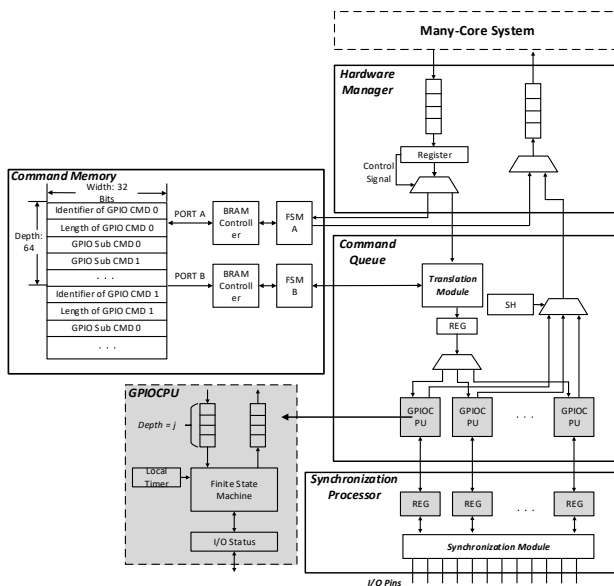 Many-Core System
Hardware
Manager
Register
Control
Signal
Command Memory
Width: 32
Bits
Depth:
64
Identifier of GPIO CMD 0
Length of GPIO CMD 0
GPIO Sub CMD 0
GPIO Sub CMD 1
. . .
Identifier of GPIO CMD 1
Length of GPIO CMD 1
GPIO Sub CMD 0
. . .
PORT A
BRAM
Controll
er
FSM
A
PORT B
BRAM
Controll
er
FSM
B
Command
Queue
Translation
Module
SH
REG
GPIOC
PU
GPIOC
PU
. . .
GPIOC
PU
GPIOCPU
Depth = j
Local
Timer
Finite State
Machine
I/O Status
Synchronization
Processor
REG
REG
. . .
REG
Synchronization Module
I/O Pins